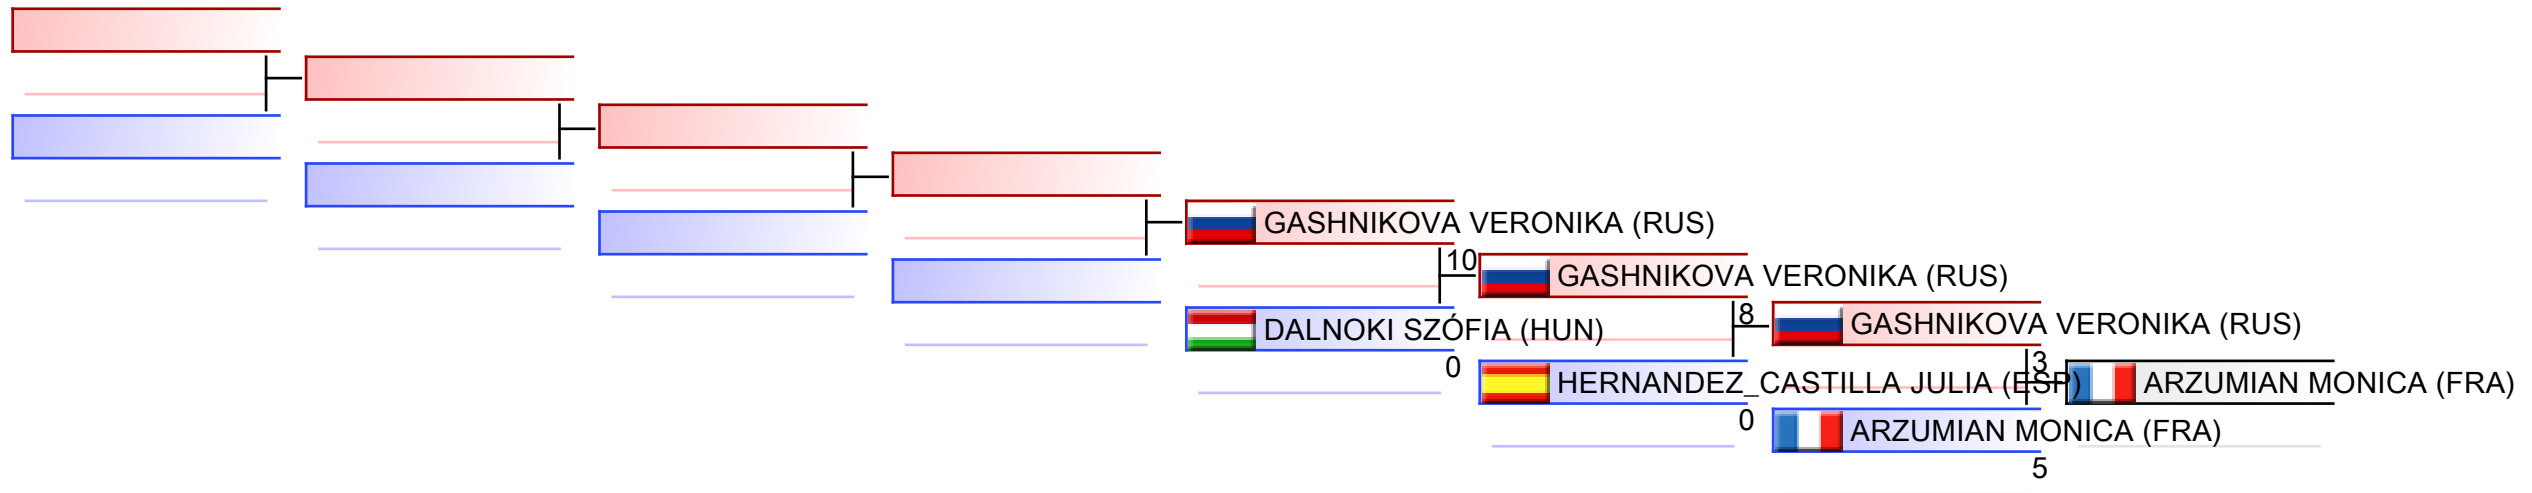 GASHNIKOVA VERONIKA (RUS)
10
GASHNIKOVA VERONIKA (RUS)
DALNOKI SZÓFIA (HUN)
0
8
GASHNIKOVA VERONIKA (RUS)
HERNANDEZ_CASTILLA JULIA (ESP)
0
3
ARZUMIAN MONICA (FRA)
ARZUMIAN MONICA (FRA)
5